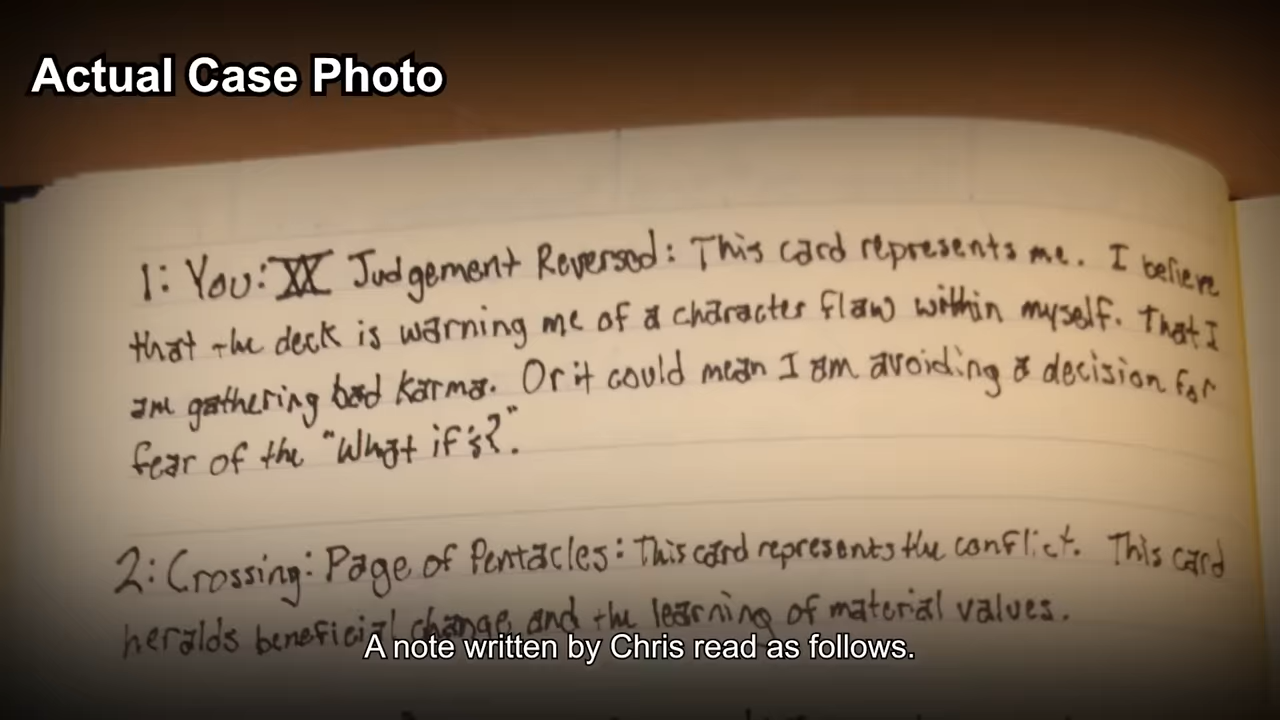 Actual Case Photo
1: You: XX Judgement Reversed: This card represents me. I believe
that the deck is warning me of a character flaw within myself. That I
am gathering bad karma. Or it could mean I am avoiding a decision for
fear of the "What if's?."
2: Crossing: Page of Pentacles: This card represents the conflict. This card
heralds beneficial change and the learning of material values.
A note written by Chris read as follows.